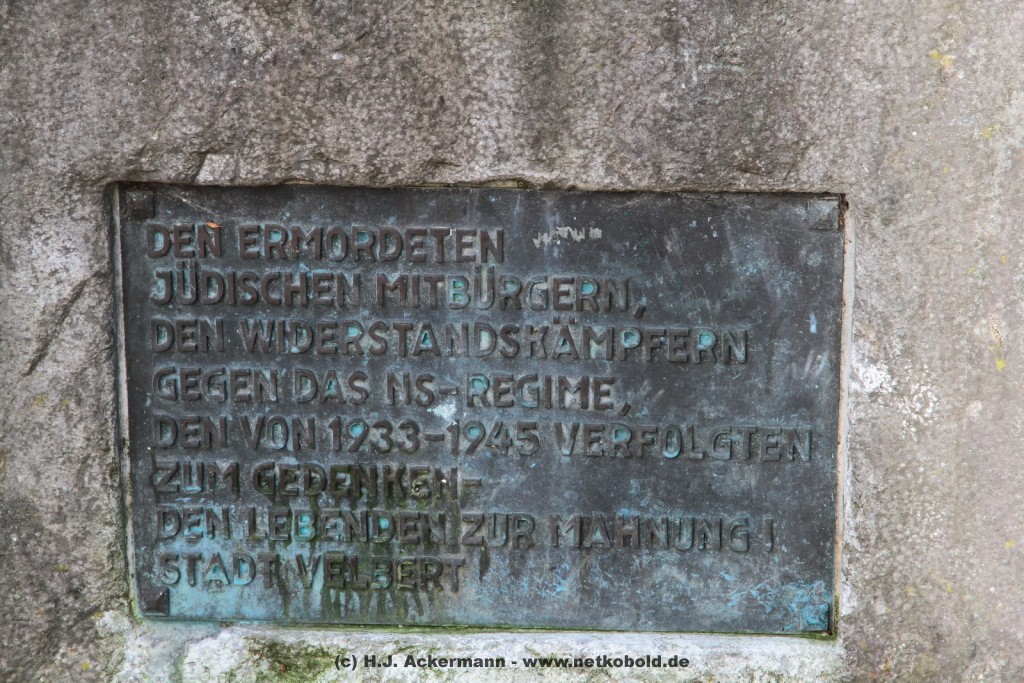 DEN ERMORDETEN
JÜDISCHEN MITBÜRGERN,
DEN WIDERSTANDSKÄMPFERN
GEGEN DAS NS-REGIME,
DEN VON 1933-1945 VERFOLGTEN
ZUM GEDENKEN-
DEN LEBENDEN ZUR MAHNUNG!
STADT VELBERT
(c) H.J. Ackermann - www.netkobold.de